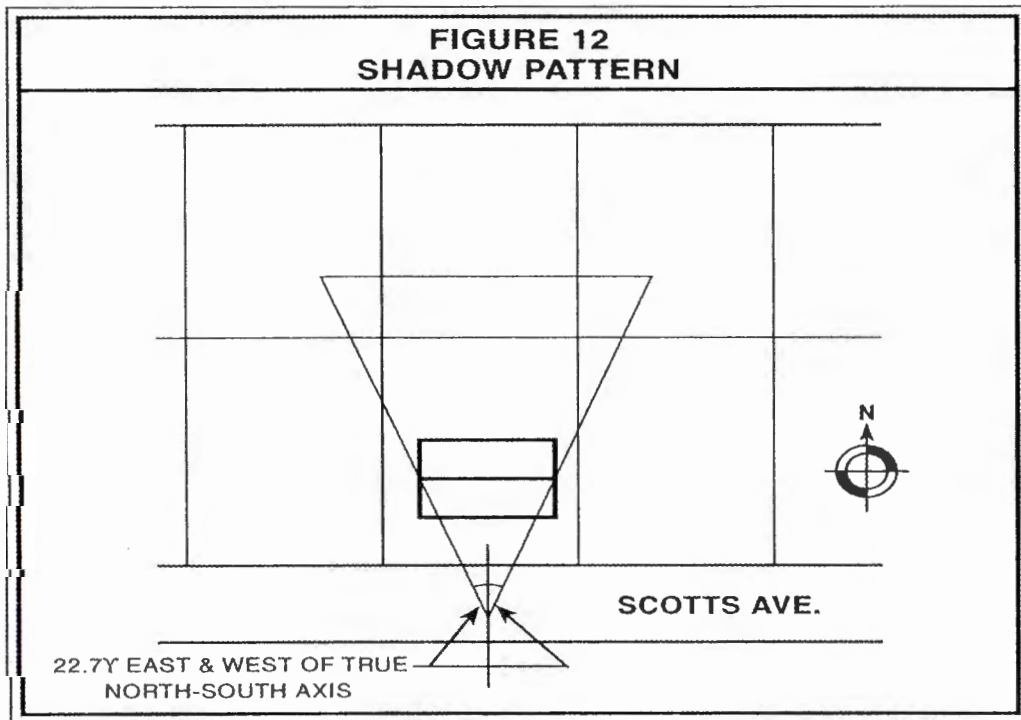 FIGURE 12
SHADOW PATTERN
N
SCOTTS AVE.
22.7Y EAST & WEST OF TRUE
NORTH-SOUTH AXIS